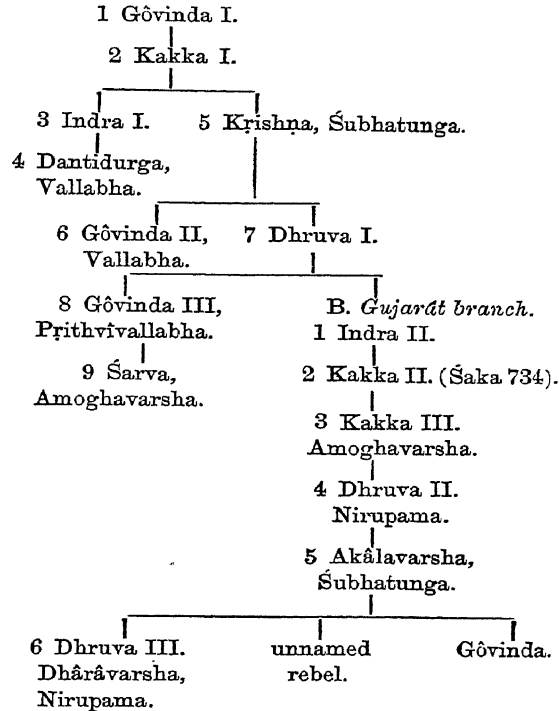 1 Gôvinda I.
2 Kakka I.
3 Indra I. 5 Kṛishṇa, Śubhatunga.
4 Dantidurga,
Vallabha.
6 Gôvinda II, 7 Dhruva I.
Vallabha.
8 Gôvinda III, B. Gujarát branch.
Pṛithvîvallabha. 1 Indra II.
9 Śarva, 2 Kakka II. (Śaka 734).
Amoghavarsha.
3 Kakka III.
Amoghavarsha.
4 Dhruva II.
Nirupama.
5 Akâlavarsha,
Śubhatunga.
6 Dhruva III. unnamed Gôvinda.
Dhârâvarsha, rebel.
Nirupama.